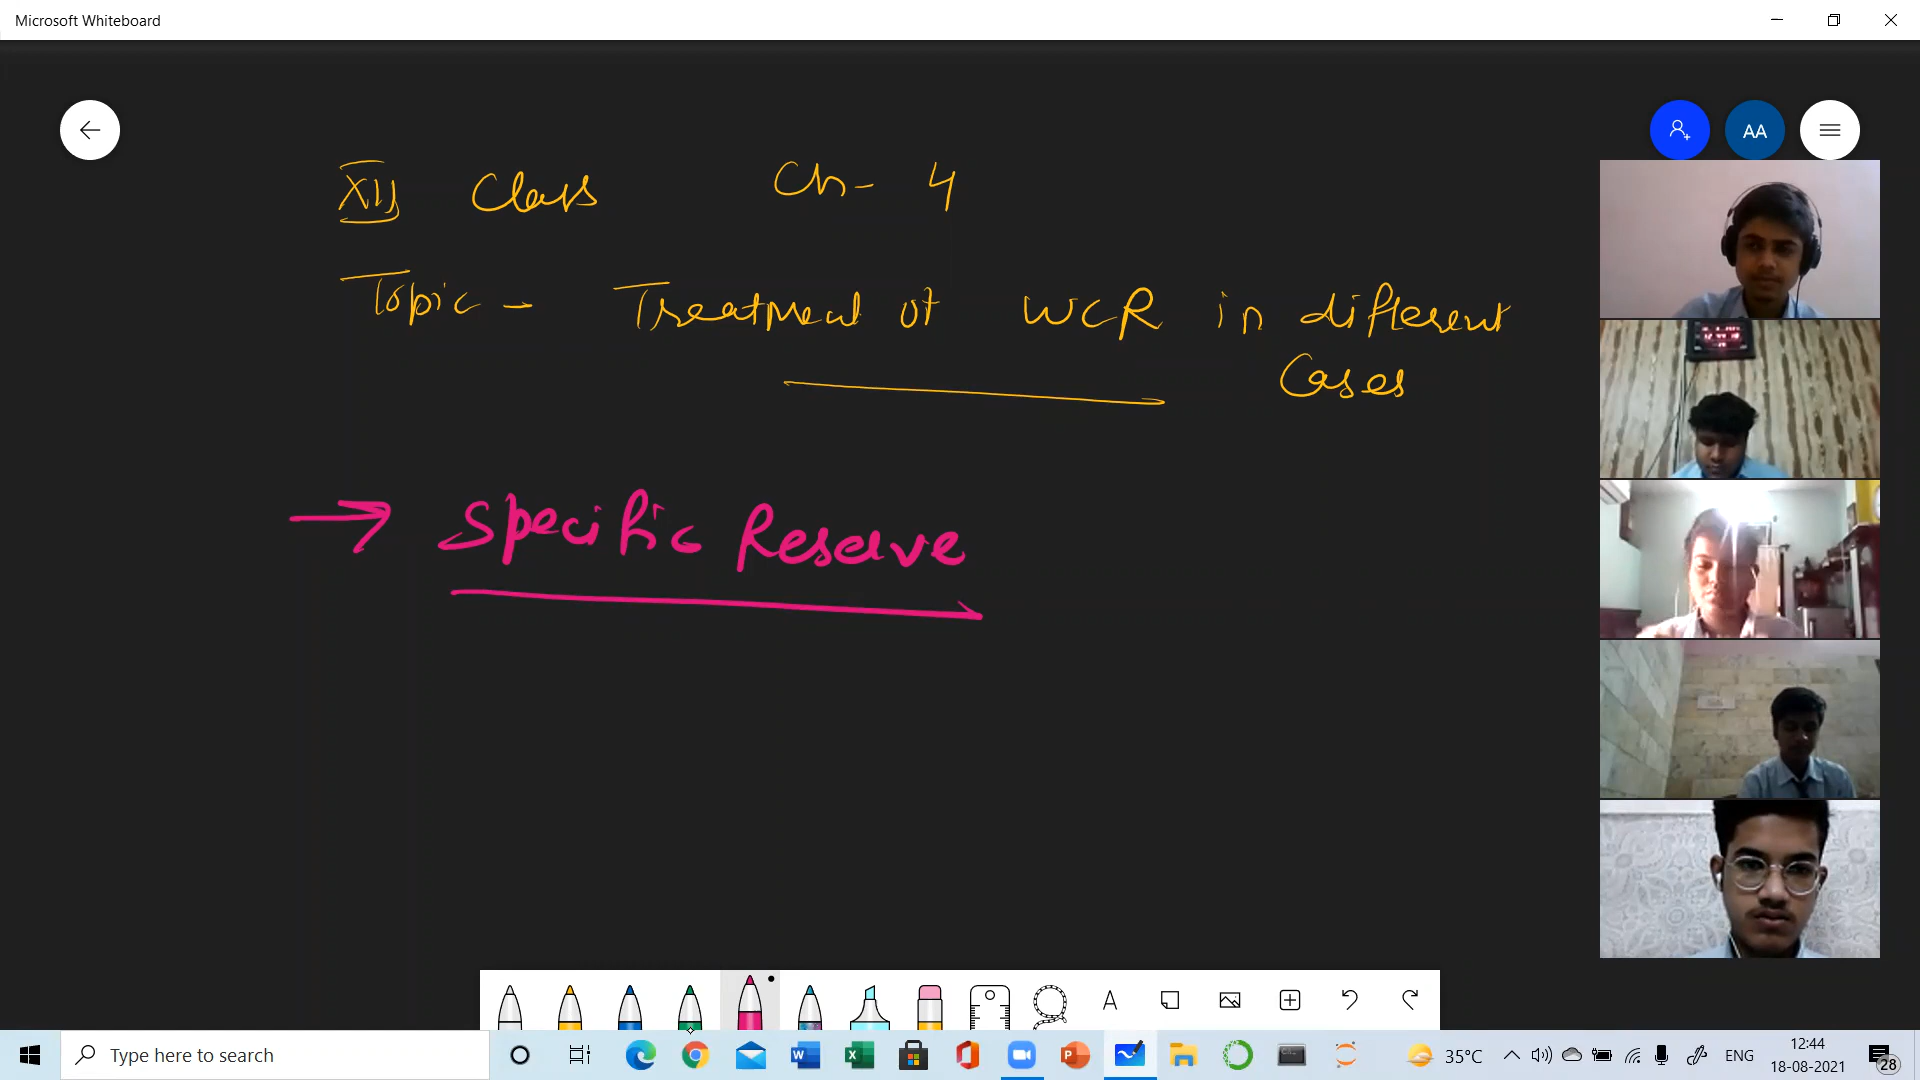 Microsoft Whiteboard
AA
XII Class Ch- 4
Topic - Treatment of WCR in different
Cases
→ Specific Reserve
A
Type here to search
35°C
ENG
12:44
18-08-2021
28